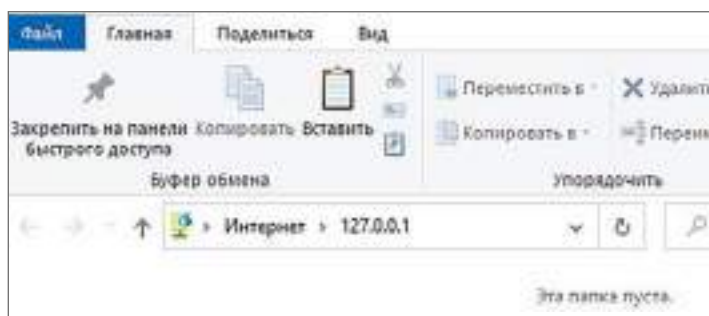 Файл Главная Поделиться Вид
Закрепить на панели быстрого доступа
Копировать
Вставить
Переместить в
Копировать в
Удалить
Буфер обмена
Упорядочить
Интернет › 127.0.0.1
Эта папка пуста.